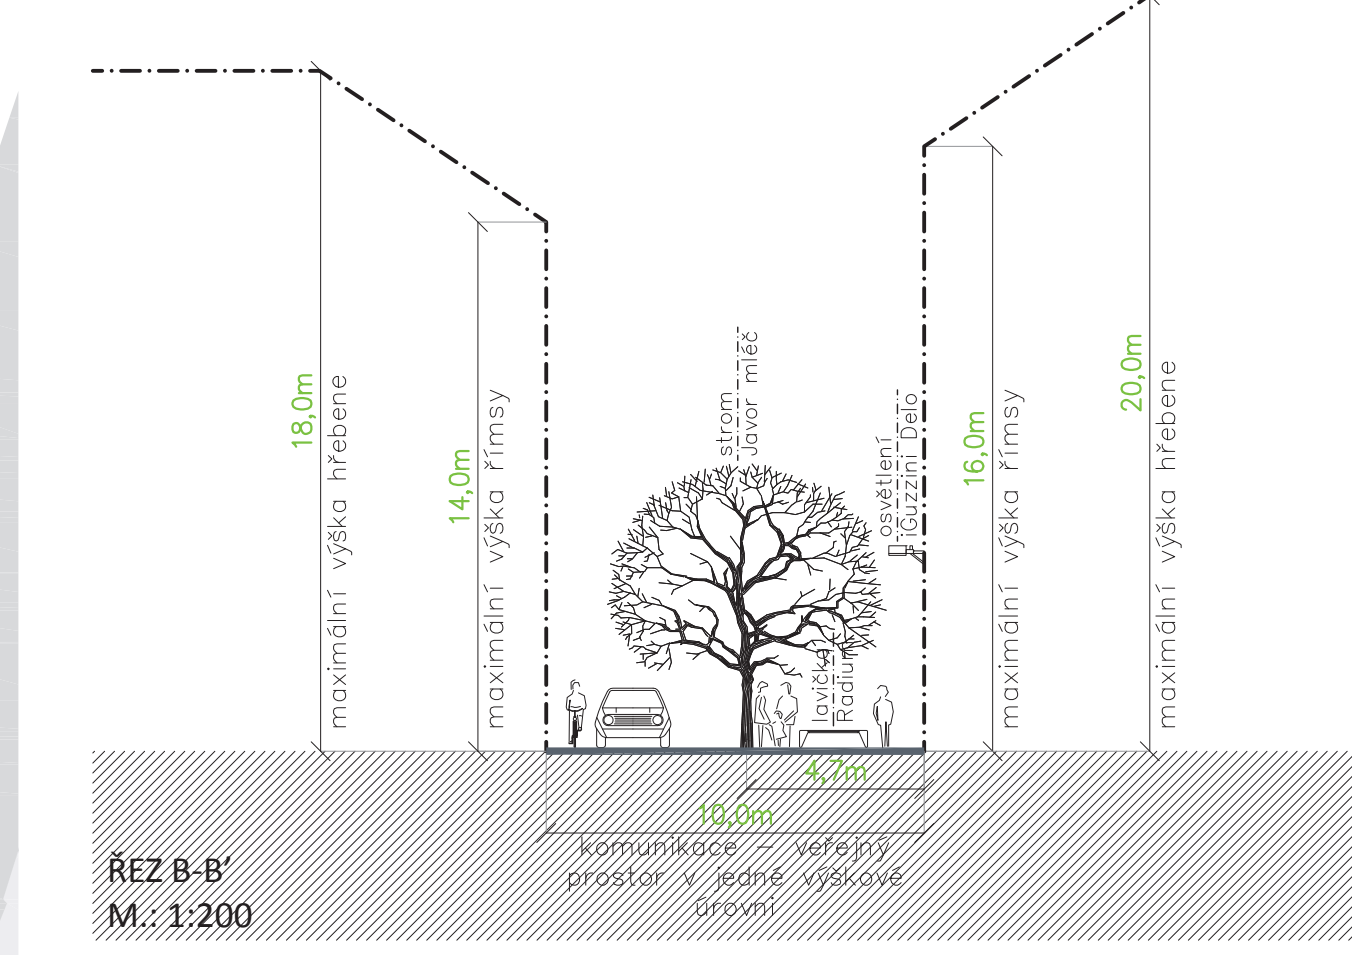 18,0m
maximální výška hřebene
14,0m
maximální výška římsy
strom
Javor mléč
osvětlení
iGuzzini Delo
16,0m
maximální výška římsy
20,0m
maximální výška hřebene
lavička
Radium
4,7m
10,0m
komunikace – veřejný
prostor v jedné výškové
úrovni
ŘEZ B-B’
M.: 1:200